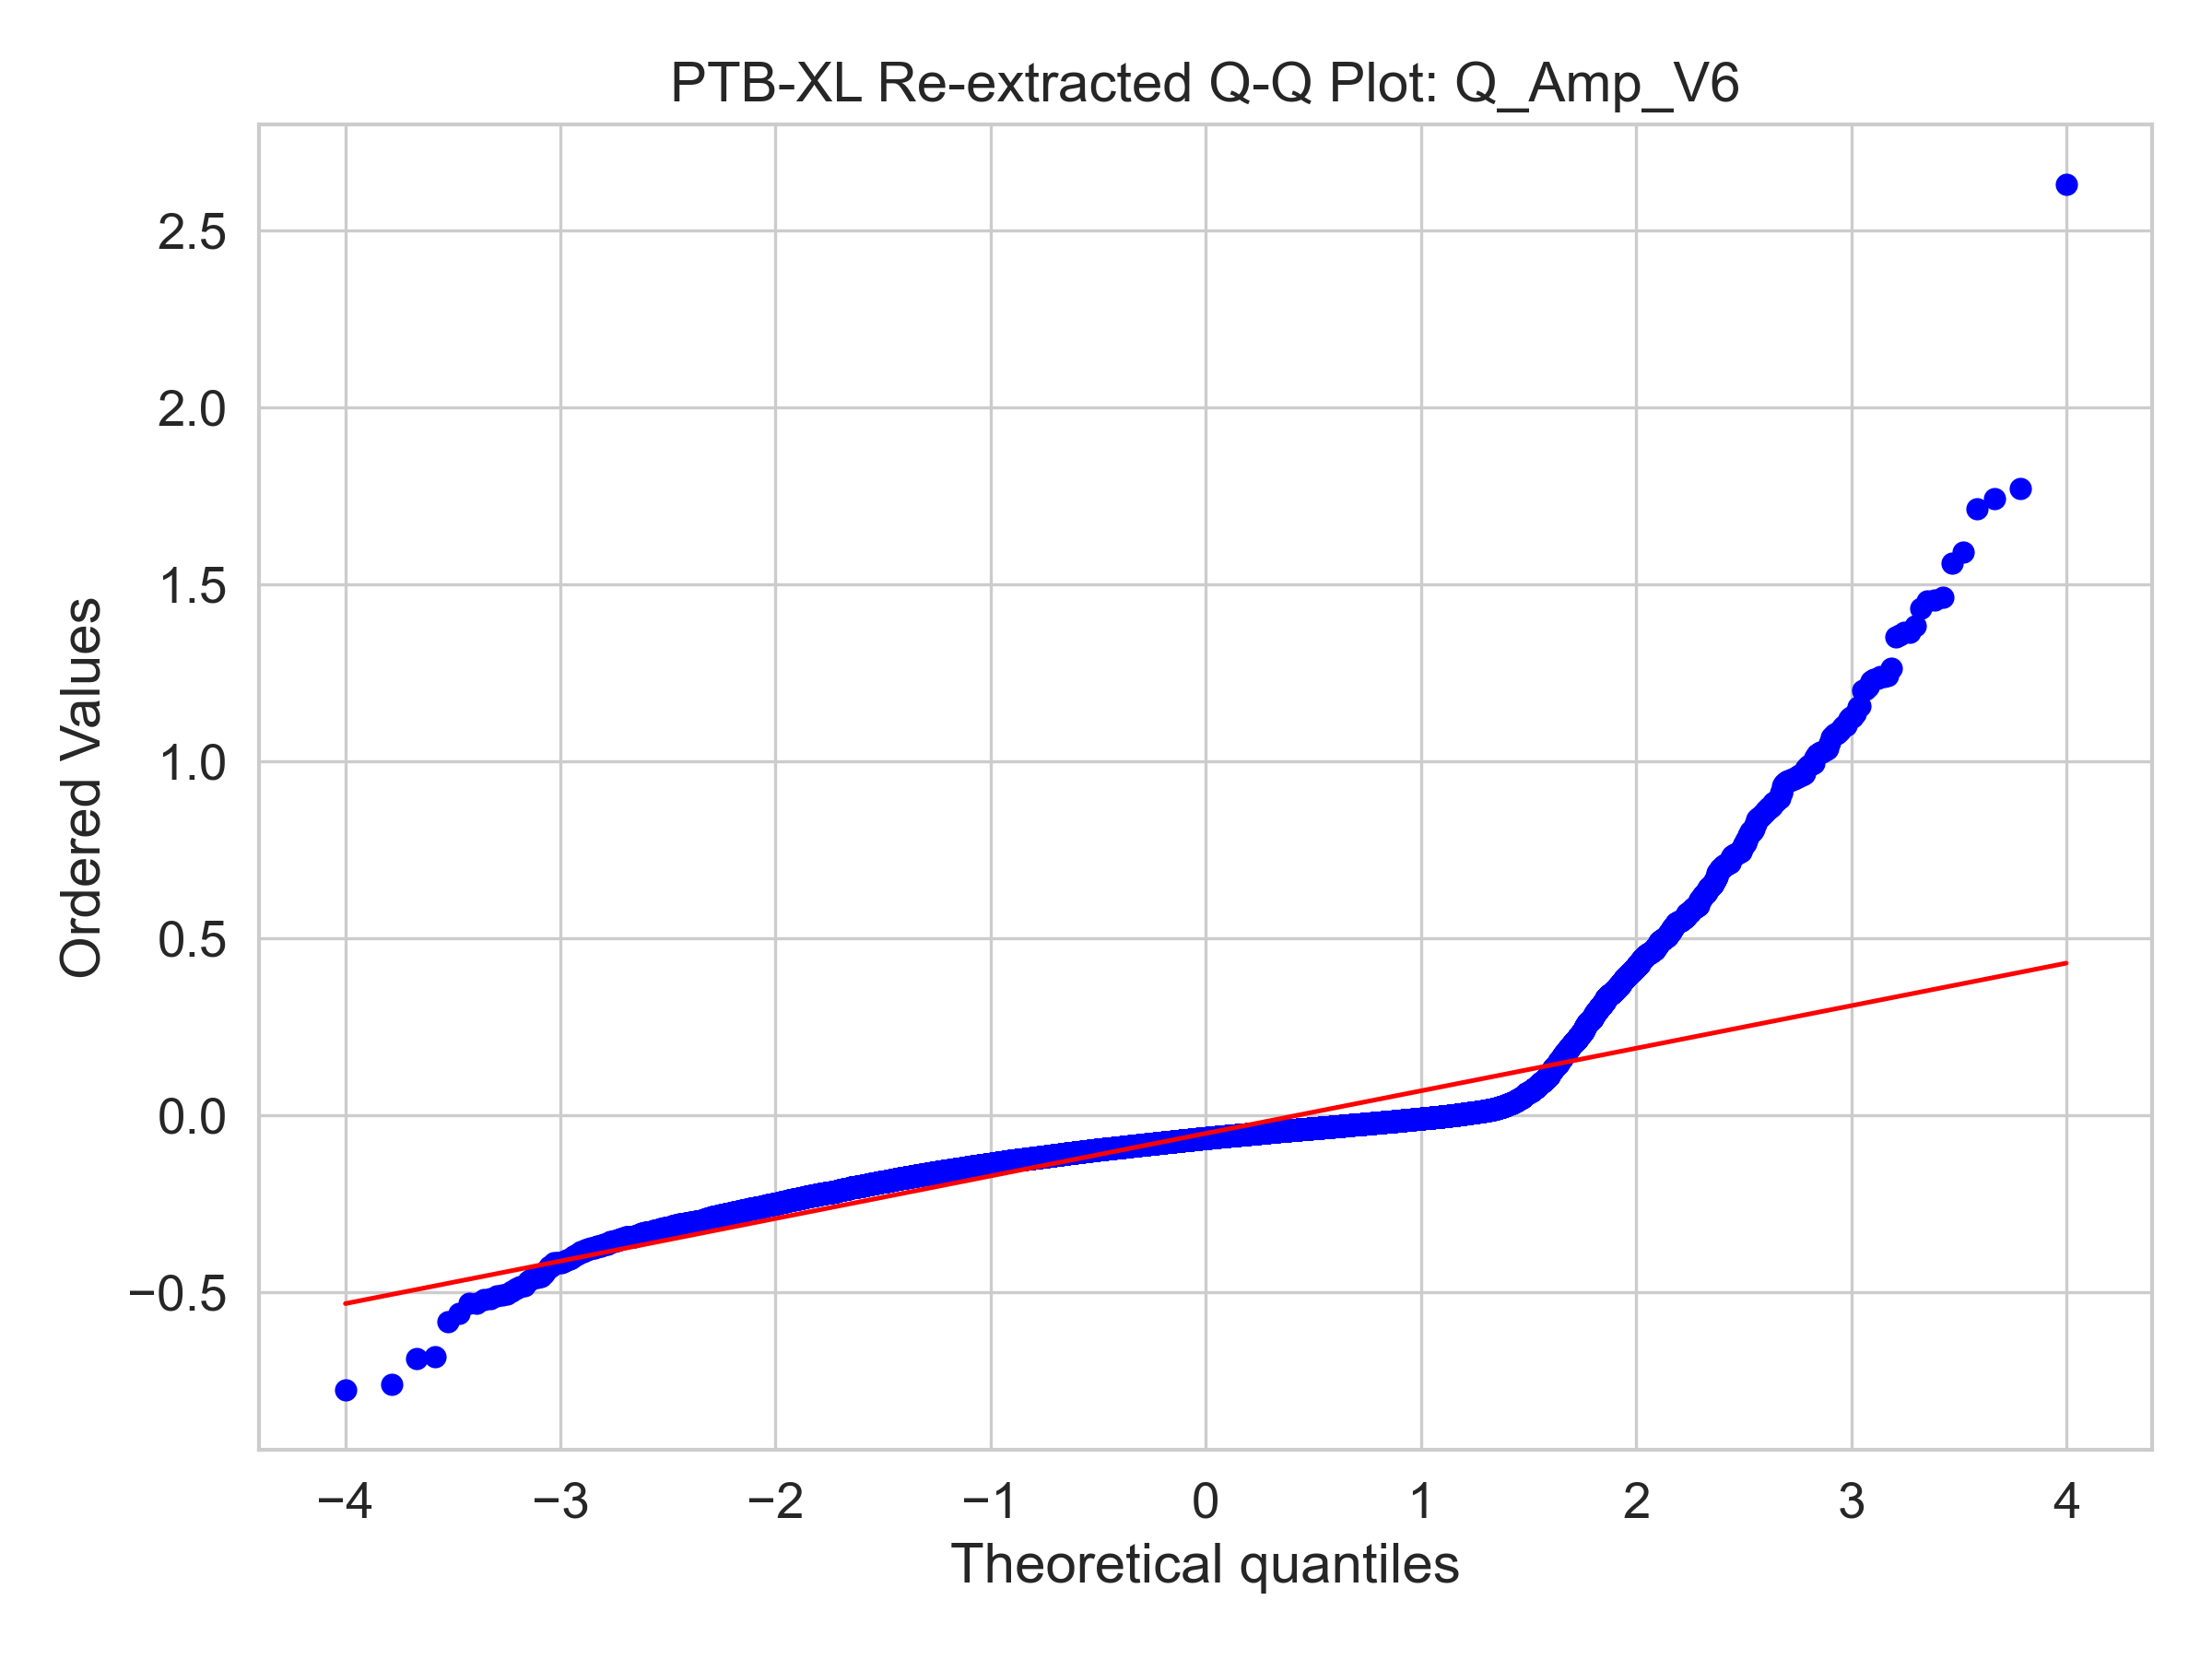 PTB-XL Re-extracted Q-Q Plot: Q_Amp_V6
Ordered Values
2.5
2.0
1.5
1.0
0.5
0.0
−0.5
−4 −3 −2 −1 0 1 2 3 4
Theoretical quantiles